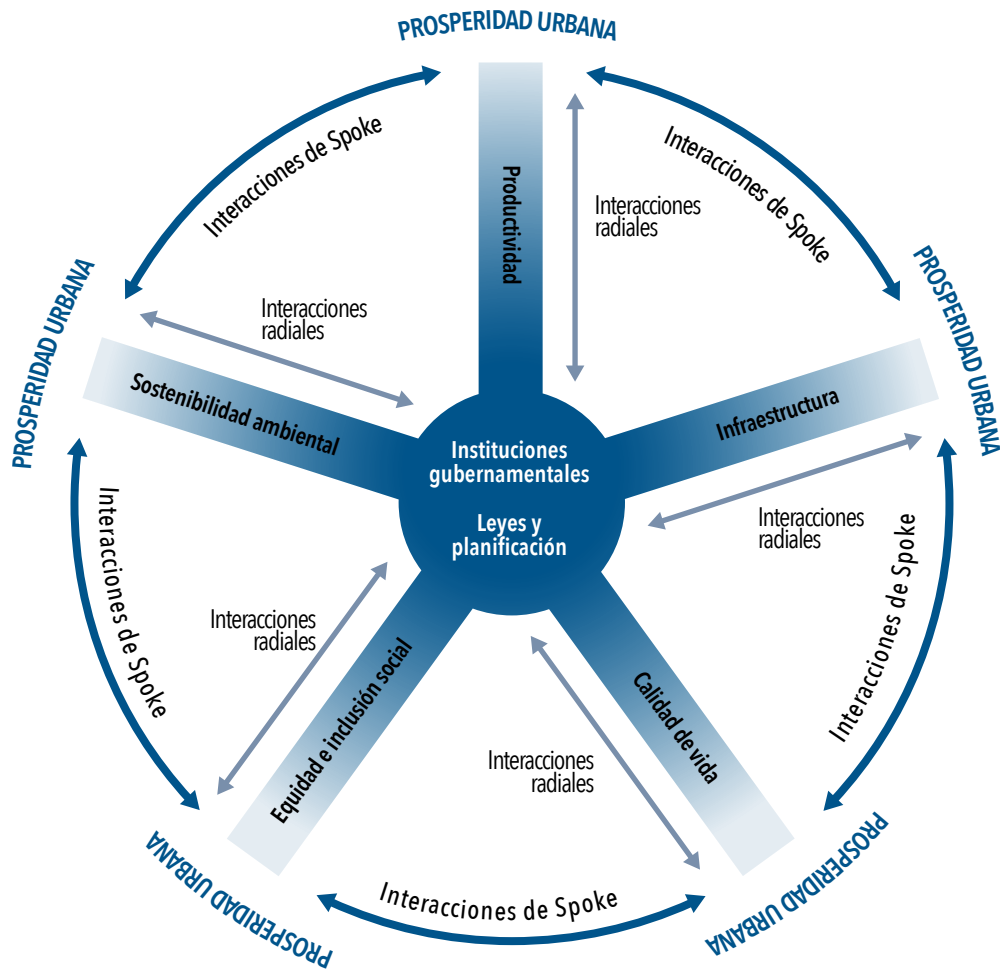 PROSPERIDAD URBANA
Interacciones de Spoke
Interacciones de Spoke
Productividad
Interacciones
radiales
PROSPERIDAD URBANA
PROSPERIDAD URBANA
Interacciones
radiales
Sostenibilidad ambiental
Infraestructura
Instituciones
gubernamentales
Leyes y
planificación
Interacciones
radiales
Interacciones de Spoke
Interacciones de Spoke
Interacciones
radiales
Equidad e inclusión social
Calidad de vida
Interacciones
radiales
PROSPERIDAD URBANA
PROSPERIDAD URBANA
Interacciones de Spoke